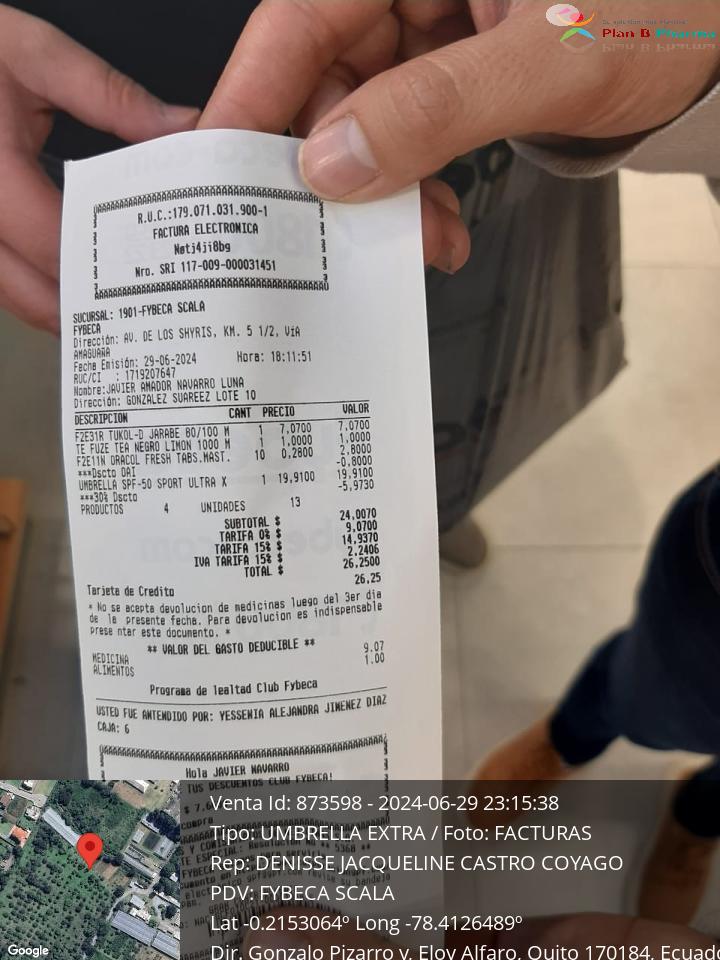 Plan B Pharma
R.U.C.:179.071.031.900-1
FACTURA ELECTRONICA
Nøtj4ji8bg
Nro. SRI 117-009-000031451
SUCURSAL: 1901-FYBECA SCALA
FYBECA
Dirección: AV. DE LOS SHYRIS, KM. 5 1/2, VíA
AMAGUAÑA
Fecha Emisión: 29-06-2024 Hora: 18:11:51
RUC/CI : 1719207647
Nombre:JAVIER AMADOR NAVARRO LUNA
Dirección: GONZALEZ SUAREEZ LOTE 10
DESCRIPCION CANT PRECIO VALOR
F2E31R TUKOL-D JARABE 80/100 M 1 7,0700 7,0700
TE FUZE TEA NEGRO LIMON 1000 M 1 1,0000 1,0000
F2E11N ORACOL FRESH TABS.MAST. 10 0,2800 2,8000
***Dscto OAI -0,8000
UMBRELLA SPF-50 SPORT ULTRA X 1 19,9100 19,9100
***30% Dscto -5,9730
PRODUCTOS 4 UNIDADES 13
SUBTOTAL $ 24,0070
TARIFA 0% $ 9,0700
TARIFA 15% $ 14,9370
IVA TARIFA 15% $ 2,2406
TOTAL $ 26,2500
Tarjeta de Credito 26,25
* No se acepta devolucion de medicinas luego del 3er dia
de la presente fecha. Para devolucion es indispensable
prese ntar este documento. *
** VALOR DEL GASTO DEDUCIBLE **
MEDICINA 9.07
ALIMENTOS 1.00
Programa de lealtad Club Fybeca
USTED FUE ANTENDIDO POR: YESSENIA ALEJANDRA JIMENEZ DIAZ
CAJA: 6
Hola JAVIER NAVARRO
TUS DESCUENTOS CLUB FYBECA!
Venta Id: 873598 - 2024-06-29 23:15:38
Tipo: UMBRELLA EXTRA / Foto: FACTURAS
Rep: DENISSE JACQUELINE CASTRO COYAGO
PDV: FYBECA SCALA
Lat -0.2153064º Long -78.4126489º
Dir. Gonzalo Pizarro y, Eloy Alfaro, Quito 170184, Ecuado
Google